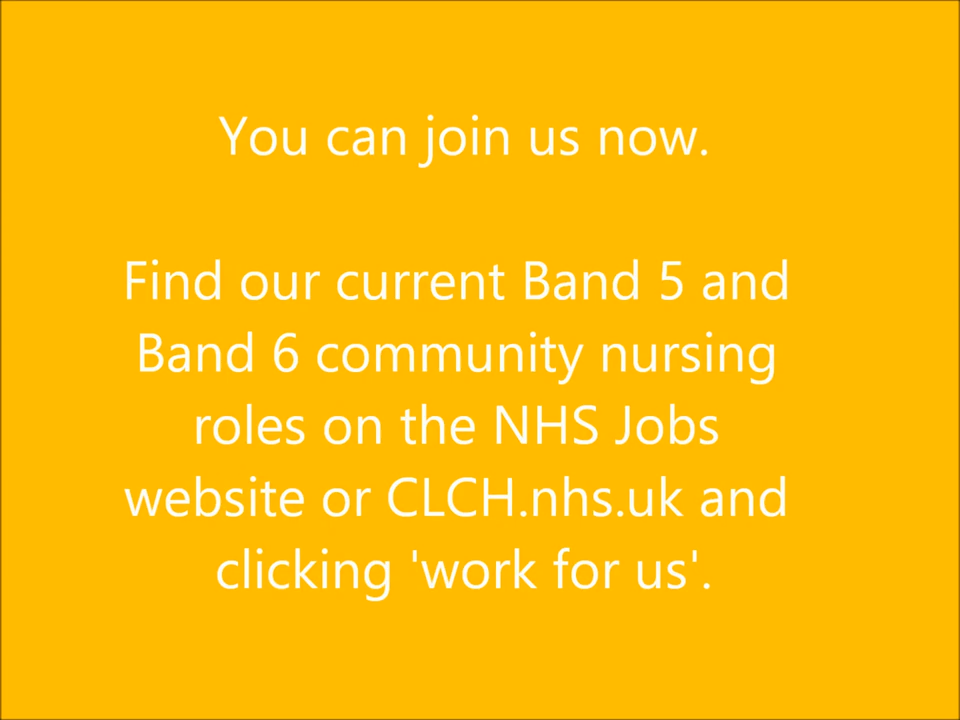 You can join us now.
Find our current Band 5 and
Band 6 community nursing
roles on the NHS Jobs
website or CLCH.nhs.uk and
clicking 'work for us'.